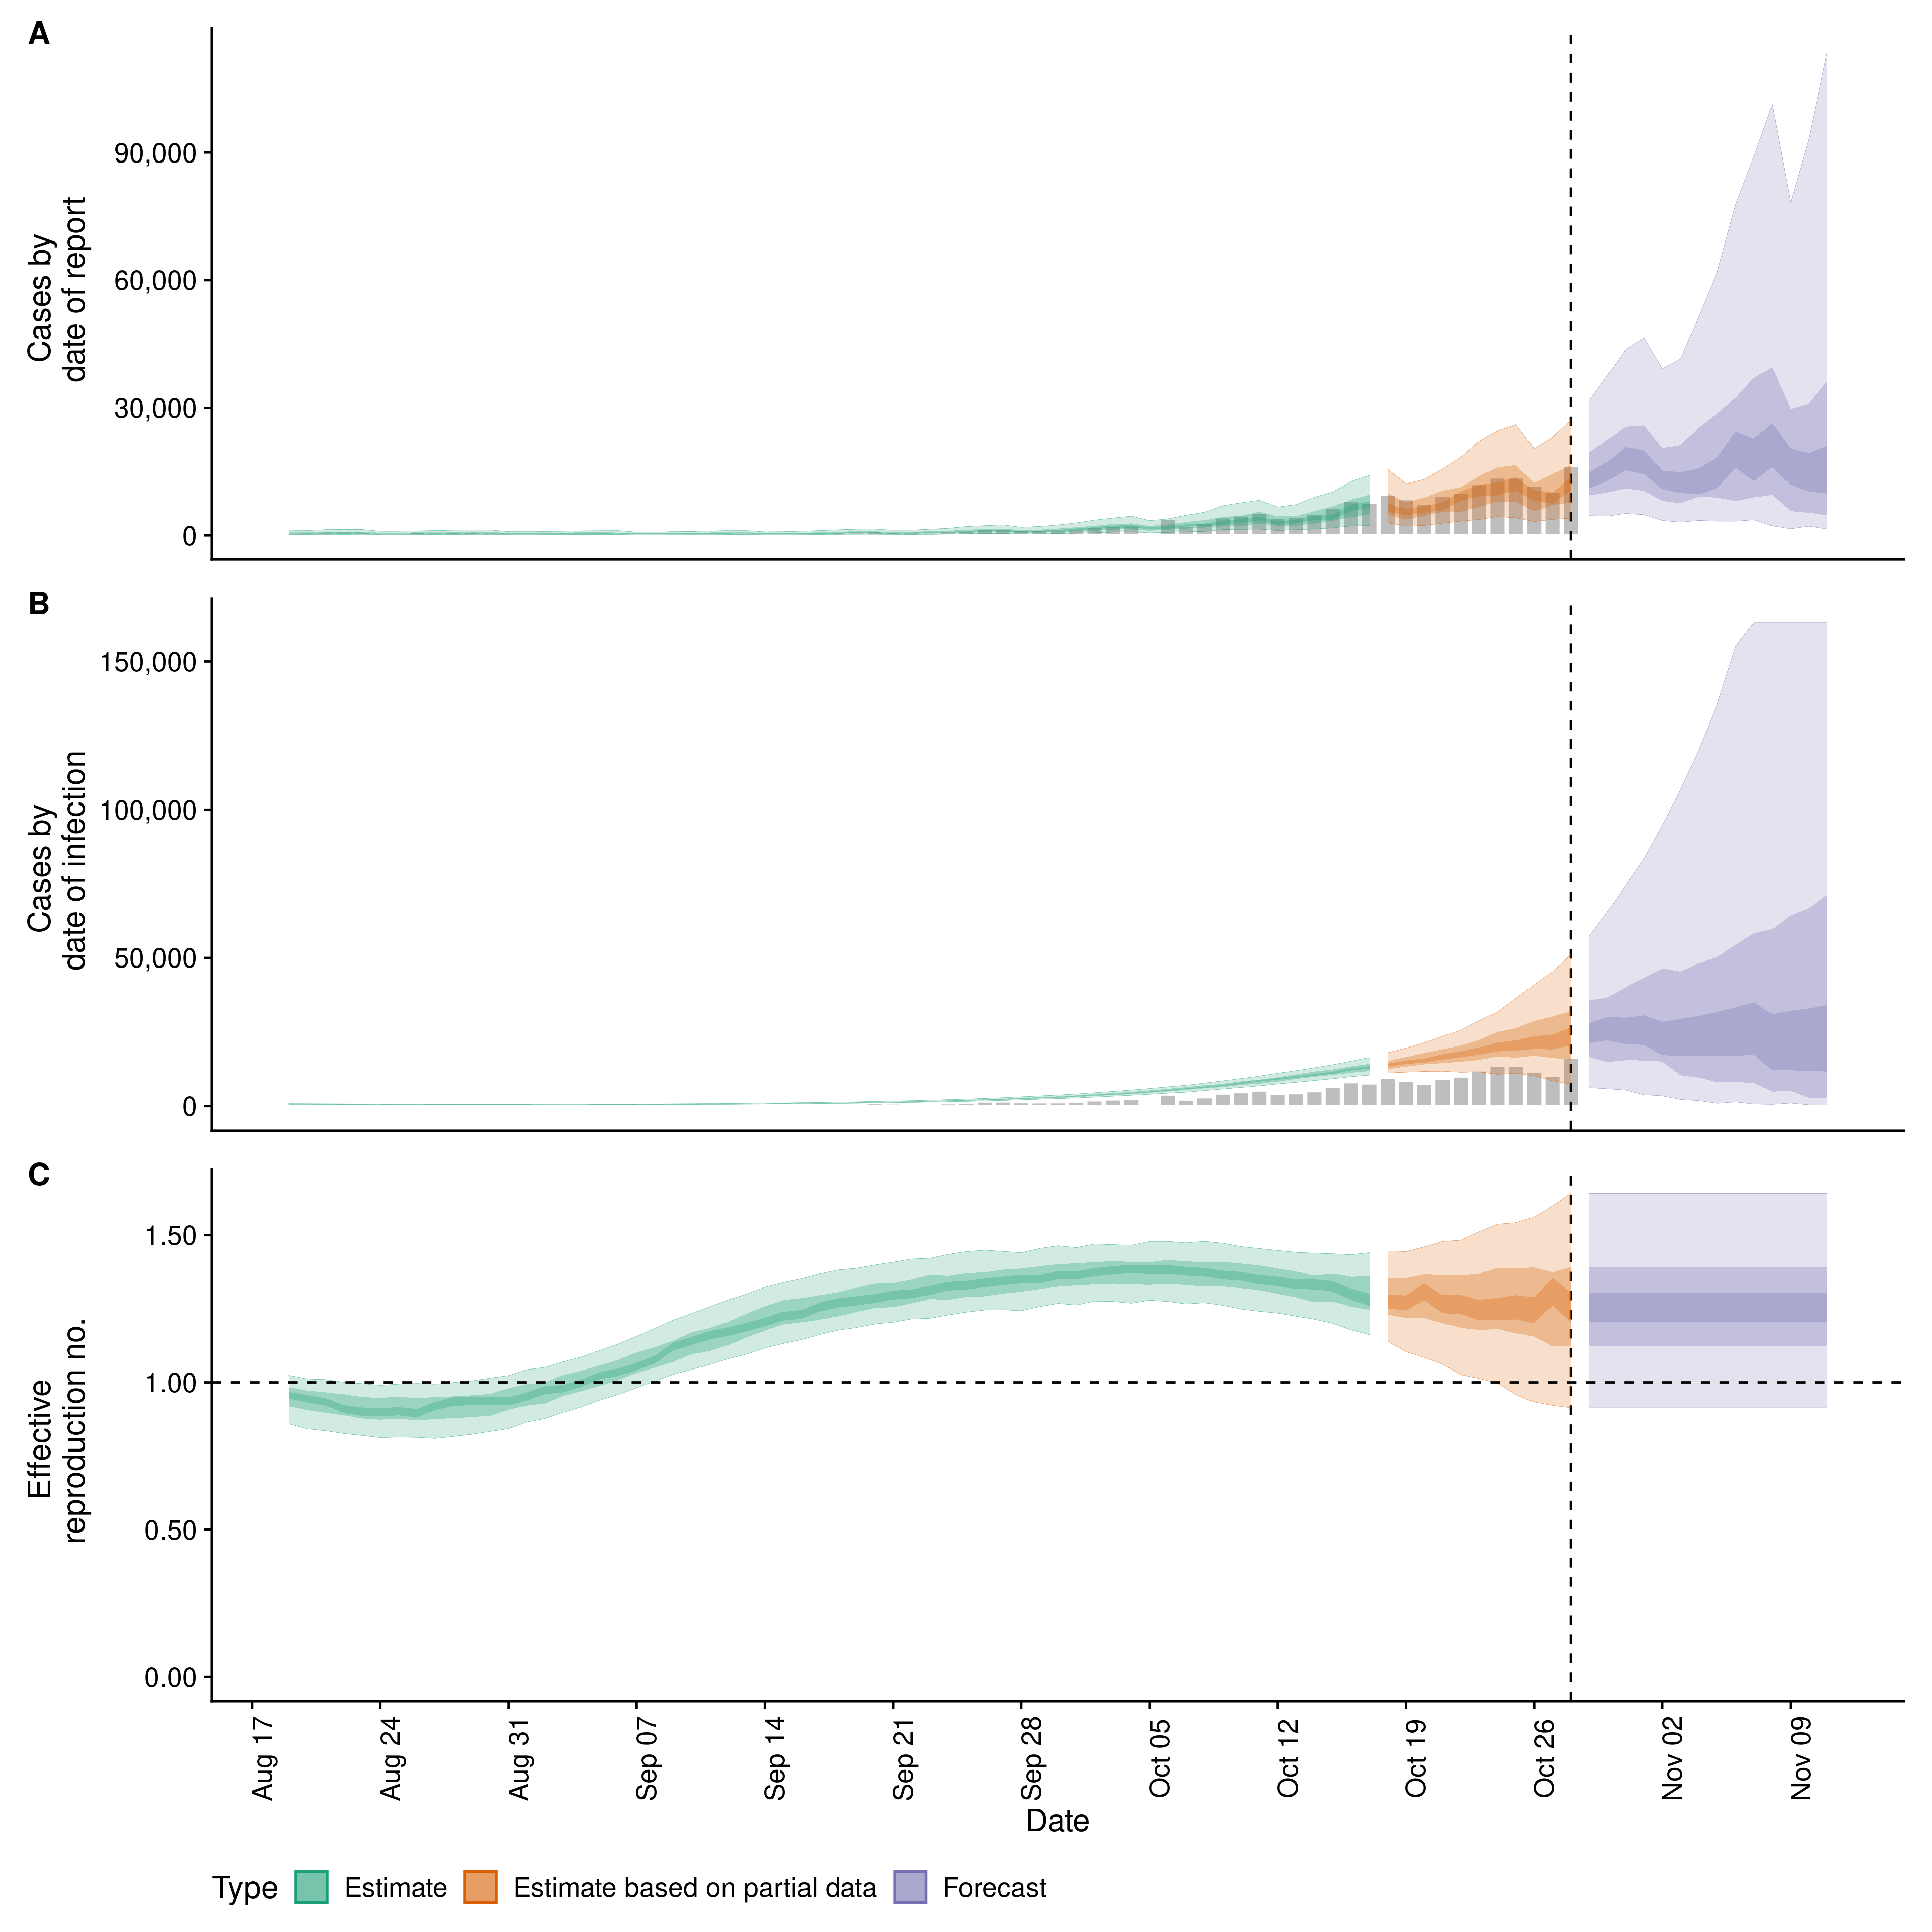 A
90,000
60,000
30,000
0
Cases by
date of report
B
150,000
100,000
50,000
0
Cases by
date of infection
C
1.50
1.00
0.50
0.00
Effective
reproduction no.
Aug 17
Aug 24
Aug 31
Sep 07
Sep 14
Sep 21
Sep 28
Oct 05
Oct 12
Oct 19
Oct 26
Nov 02
Nov 09
Date
Type
Estimate
Estimate based on partial data
Forecast